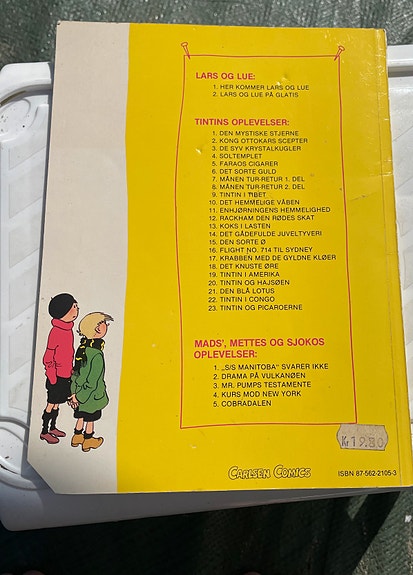 LARS OG LUE:
1. HER KOMMER LARS OG LUE
2. LARS OG LUE PÅ GLATIS
TINTINS OPLEVELSER:
1. DEN MYSTISKE STJERNE
2. KONG OTTOKARS SCEPTER
3. DE SYV KRYSTALKUGLER
4. SOLTEMPLET
5. FARAOS CIGARER
6. DET SORTE GULD
7. MÅNEN TUR-RETUR 1. DEL
8. MÅNEN TUR-RETUR 2. DEL
9. TINTIN I TIBET
10. DET HEMMELIGE VÅBEN
11. ENHJØRNINGENS HEMMELIGHED
12. RACKHAM DEN RØDES SKAT
13. KOKS I LASTEN
14. DET GÅDEFULDE JUVELTYVERI
15. DEN SORTE Ø
16. FLIGHT NO. 714 TIL SYDNEY
17. KRABBEN MED DE GYLDNE KLØER
18. DET KNUSTE ØRE
19. TINTIN I AMERIKA
20. TINTIN OG HAJSØEN
21. DEN BLÅ LOTUS
22. TINTIN I CONGO
23. TINTIN OG PICAROERNE
MADS', METTES OG SJOKOS
OPLEVELSER:
1. „S/S MANITOBA" SVARER IKKE
2. DRAMA PÅ VULKANØEN
3. MR. PUMPS TESTAMENTE
4. KURS MOD NEW YORK
5. COBRADALEN
Kr
CARLSEN COMICS
ISBN 87-562-2105-3